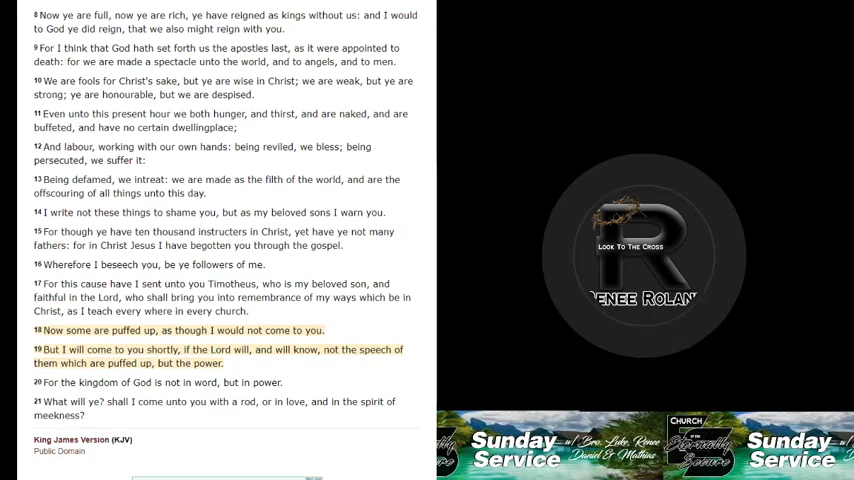 8 Now ye are full, now ye are rich, ye have reigned as kings without us: and I would
to God ye did reign, that we also might reign with you.
9 For I think that God hath set forth us the apostles last, as it were appointed to
death: for we are made a spectacle unto the world, and to angels, and to men.
10 We are fools for Christ's sake, but ye are wise in Christ; we are weak, but ye are
strong; ye are honourable, but we are despised.
11 Even unto this present hour we both hunger, and thirst, and are naked, and are
buffeted, and have no certain dwellingplace;
12 And labour, working with our own hands: being reviled, we bless; being
persecuted, we suffer it:
13 Being defamed, we intreat: we are made as the filth of the world, and are the
offscouring of all things unto this day.
14 I write not these things to shame you, but as my beloved sons I warn you.
15 For though ye have ten thousand instructers in Christ, yet have ye not many
fathers: for in Christ Jesus I have begotten you through the gospel.
16 Wherefore I beseech you, be ye followers of me.
17 For this cause have I sent unto you Timotheus, who is my beloved son, and
faithful in the Lord, who shall bring you into remembrance of my ways which be in
Christ, as I teach every where in every church.
18 Now some are puffed up, as though I would not come to you.
19 But I will come to you shortly, if the Lord will, and will know, not the speech of
them which are puffed up, but the power.
20 For the kingdom of God is not in word, but in power.
21 What will ye? shall I come unto you with a rod, or in love, and in the spirit of
meekness?
King James Version (KJV)
Public Domain
R
LOOK TO THE CROSS
RENEE ROLAN
Sunday
Service
w/ Bro. Luke, Renee
Daniel & Mathias
CHURCH
of the
Eternally
Secure
Sunday
Service
w/ B
Da